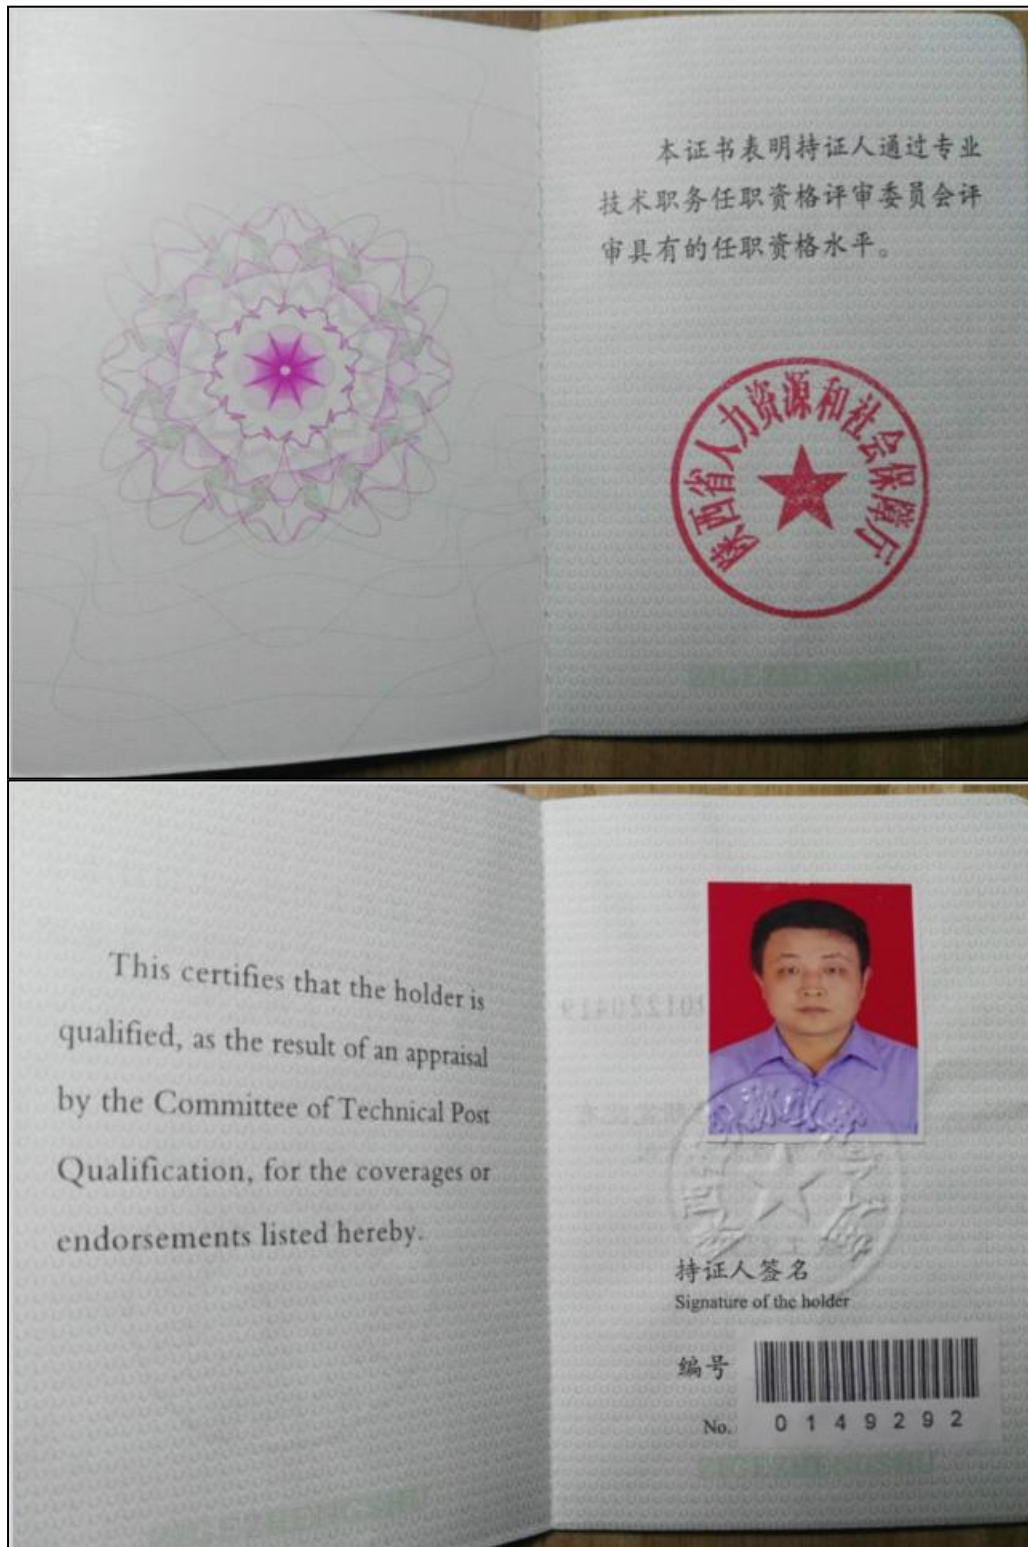 本证书表明持证人通过专业
技术职务任职资格评审委员会评
审具有的任职资格水平。
陕西省人力资源和社会保障厅
This certifies that the holder is
qualified, as the result of an appraisal
by the Committee of Technical Post
Qualification, for the coverages or
endorsements listed hereby.
持证人签名
Signature of the holder
编号
No.
0149292